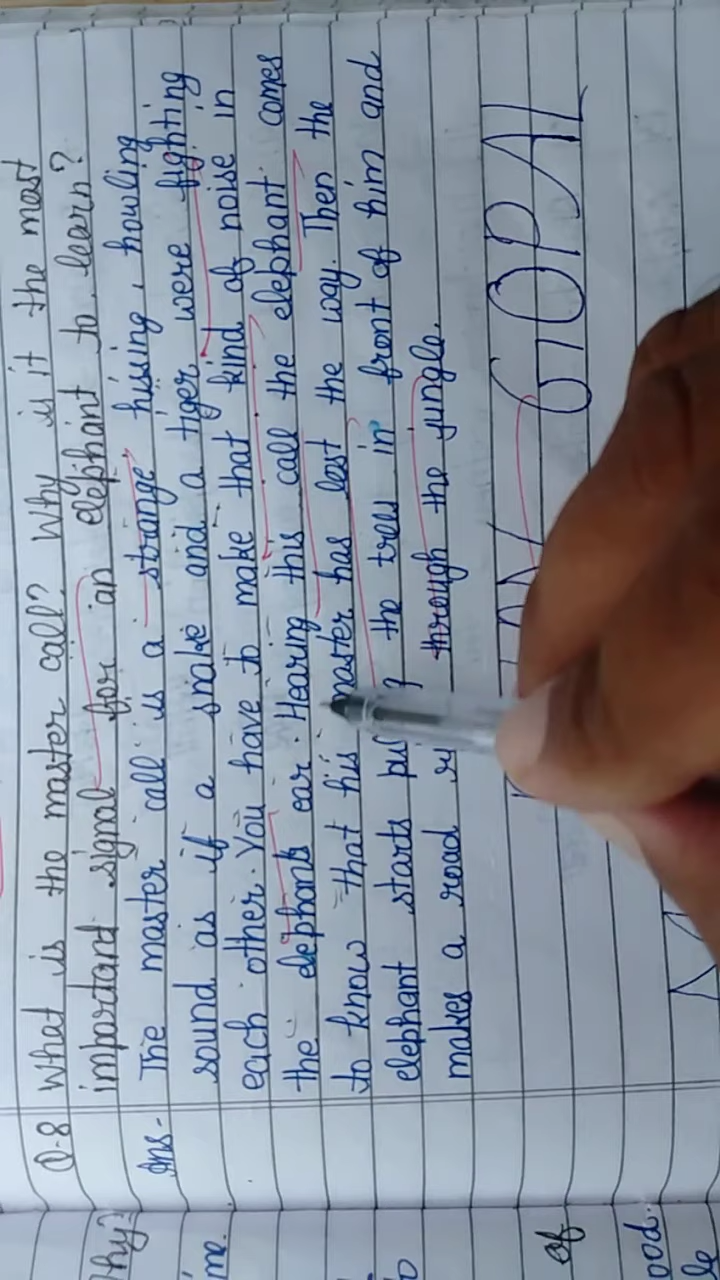 Q.8 What is the master call? Why is it the most
important signal for an elephant to learn?
Ans- The master call is a strange hissing, howling
sound as if a snake and a tiger were fighting
each other. You have to make that kind of noise in
the elephants ear. Hearing this call the elephant comes
to know that his master has lest the way. Then the
elephant starts the trees in front of him and
makes a road through the jungle.
GOPAL
Why?
of